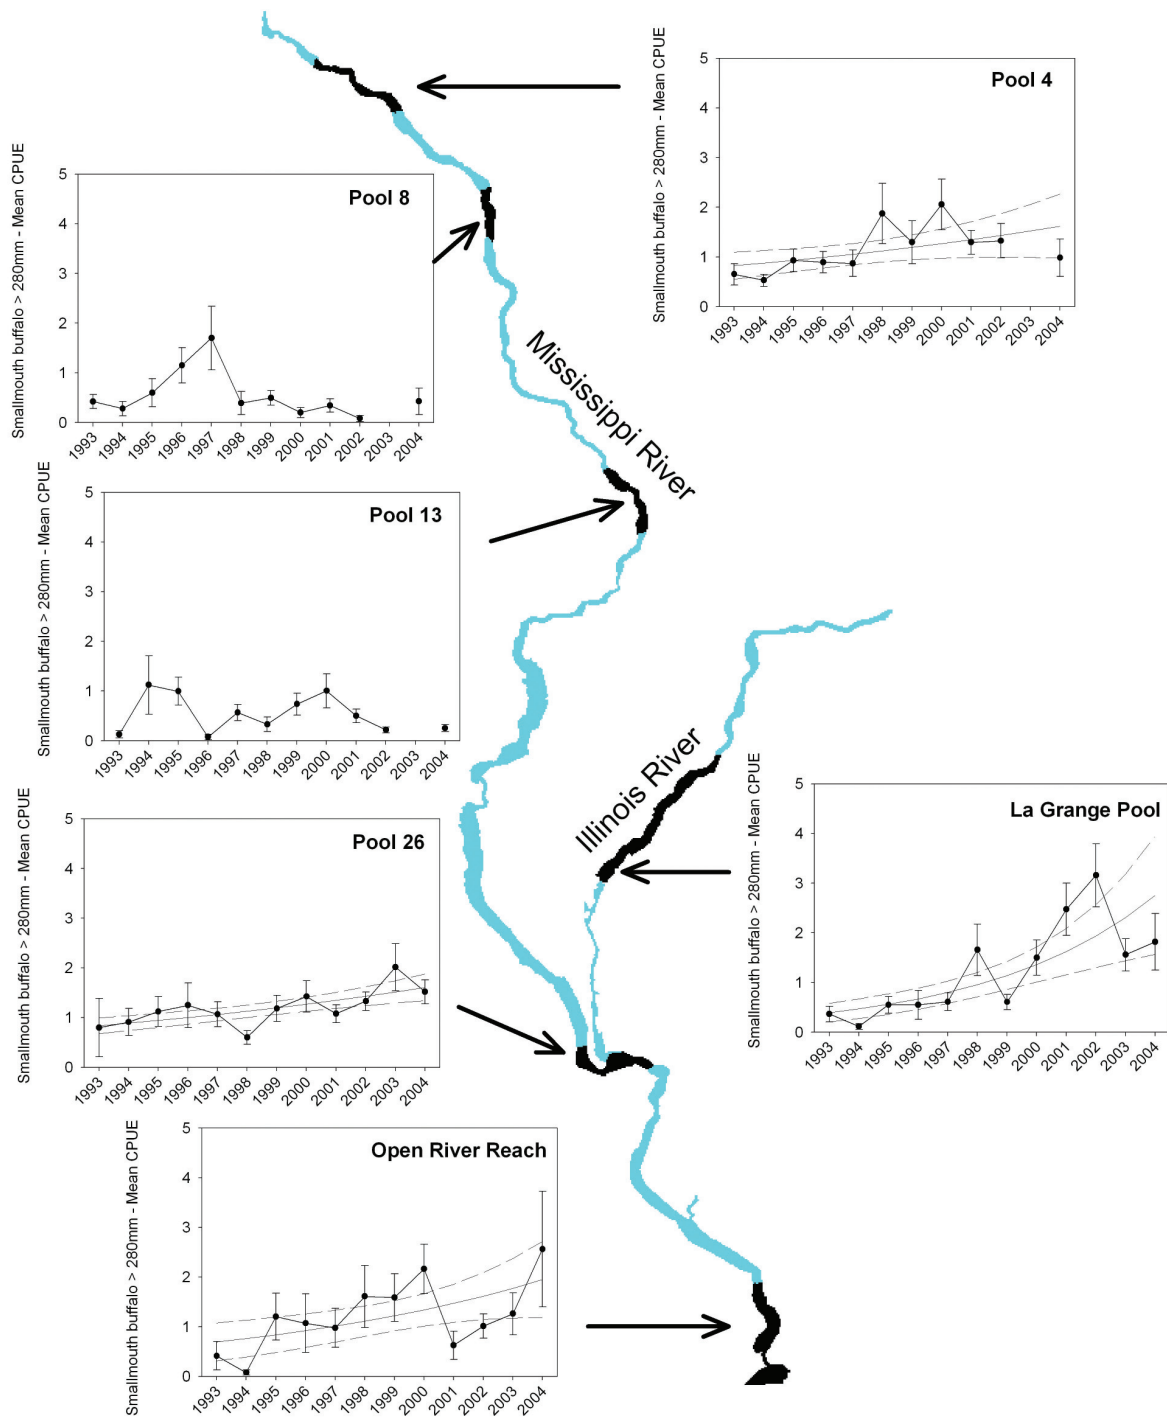 Pool 4
Smallmouth buffalo > 280mm - Mean CPUE
5
4
3
2
1
0
1993 1994 1995 1996 1997 1998 1999 2000 2001 2002 2003 2004
Pool 8
Smallmouth buffalo > 280mm - Mean CPUE
5
4
3
2
1
0
1993 1994 1995 1996 1997 1998 1999 2000 2001 2002 2003 2004
Mississippi River
Pool 13
Smallmouth buffalo > 280mm - Mean CPUE
5
4
3
2
1
0
1993 1994 1995 1996 1997 1998 1999 2000 2001 2002 2003 2004
Illinois River
La Grange Pool
Smallmouth buffalo > 280mm - Mean CPUE
5
4
3
2
1
0
1993 1994 1995 1996 1997 1998 1999 2000 2001 2002 2003 2004
Pool 26
Smallmouth buffalo > 280mm - Mean CPUE
5
4
3
2
1
0
1993 1994 1995 1996 1997 1998 1999 2000 2001 2002 2003 2004
Open River Reach
Smallmouth buffalo > 280mm - Mean CPUE
5
4
3
2
1
0
1993 1994 1995 1996 1997 1998 1999 2000 2001 2002 2003 2004